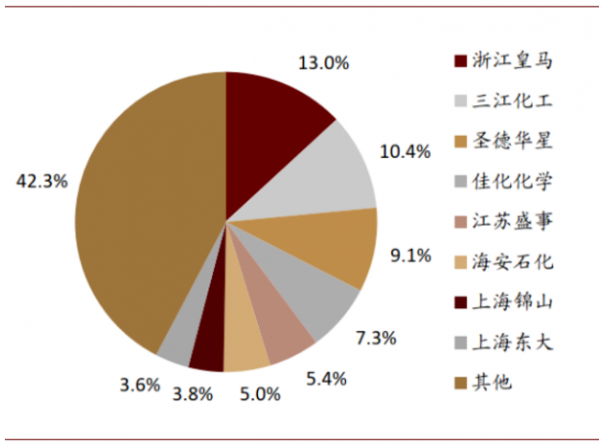 13.0%
10.4%
9.1%
7.3%
5.4%
5.0%
3.8%
3.6%
42.3%
浙江皇马
三江化工
圣德华星
佳化化学
江苏盛事
海安石化
上海锦山
上海东大
其他